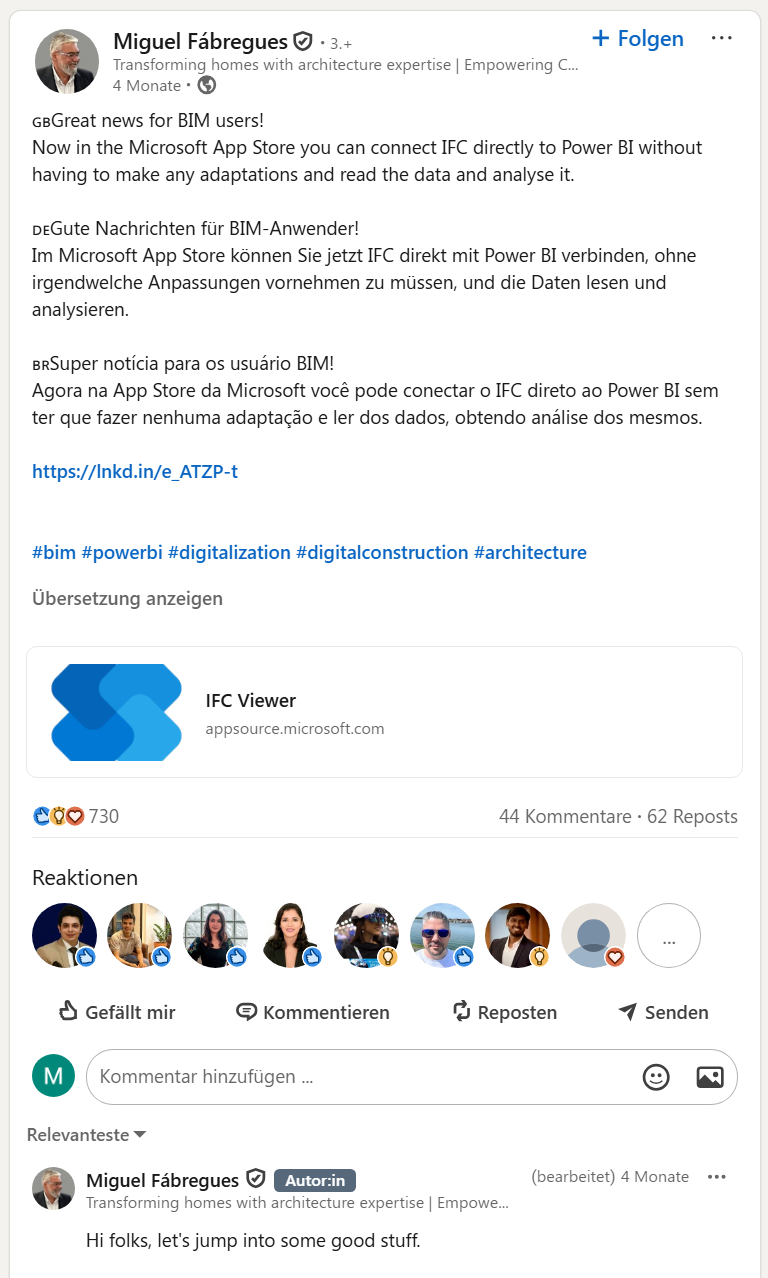 Miguel Fábregues • 3.+
+ Folgen
Transforming homes with architecture expertise | Empowering C...
4 Monate •
GBGreat news for BIM users!
Now in the Microsoft App Store you can connect IFC directly to Power BI without
having to make any adaptations and read the data and analyse it.
DEGute Nachrichten für BIM-Anwender!
Im Microsoft App Store können Sie jetzt IFC direkt mit Power BI verbinden, ohne
irgendwelche Anpassungen vornehmen zu müssen, und die Daten lesen und
analysieren.
BRSuper notícia para os usuário BIM!
Agora na App Store da Microsoft você pode conectar o IFC direto ao Power BI sem
ter que fazer nenhuma adaptação e ler dos dados, obtendo análise dos mesmos.
https://lnkd.in/e_ATZP-t
#bim #powerbi #digitalization #digitalconstruction #architecture
Übersetzung anzeigen
IFC Viewer
appsource.microsoft.com
730
44 Kommentare • 62 Reposts
Reaktionen
...
Gefällt mir
Kommentieren
Reposten
Senden
M
Kommentar hinzufügen ...
Relevanteste
Miguel Fábregues Autor:in
(bearbeitet) 4 Monate
Transforming homes with architecture expertise | Empowe...
Hi folks, let's jump into some good stuff.